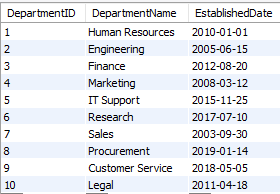 DepartmentID DepartmentName EstablishedDate
1 Human Resources 2010-01-01
2 Engineering 2005-06-15
3 Finance 2012-08-20
4 Marketing 2008-03-12
5 IT Support 2015-11-25
6 Research 2017-07-10
7 Sales 2003-09-30
8 Procurement 2019-01-14
9 Customer Service 2018-05-05
10 Legal 2011-04-18